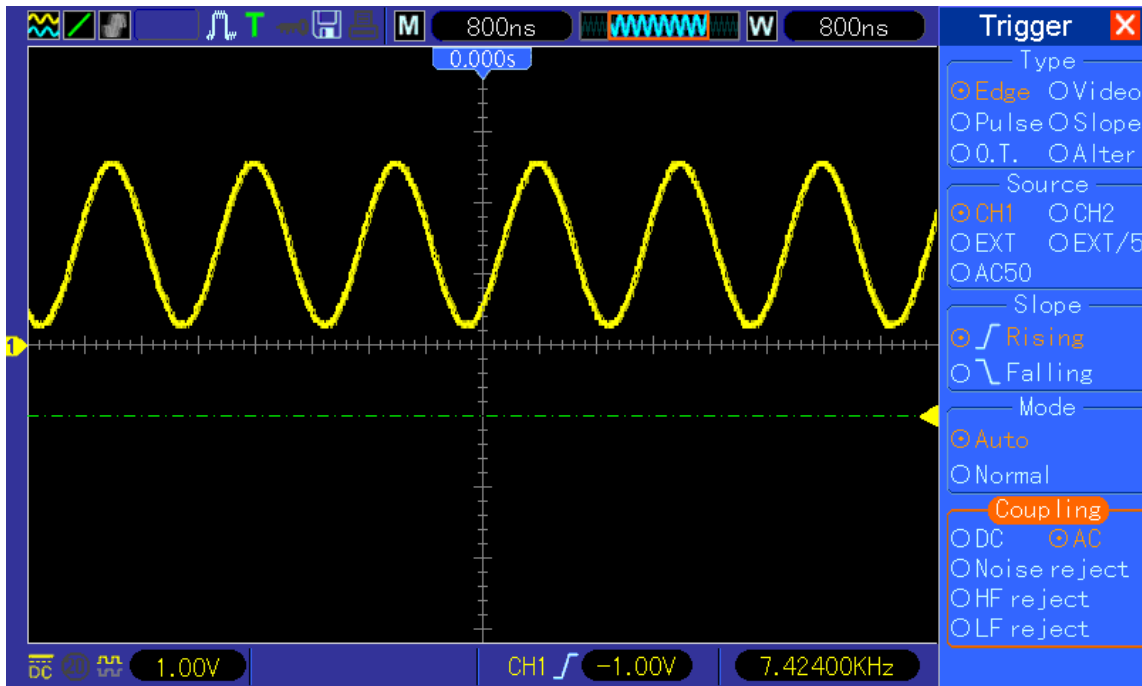 T M 800ns W 800ns Trigger
0.000s
Type
Edge Video
Pulse Slope
O.T. Alter
Source
CH1 CH2
EXT EXT/5
AC50
Slope
Rising
1
Falling
Mode
Auto
Normal
Coupling
DC AC
Noise reject
HF reject
LF reject
DC 20 1.00V CH1 -1.00V 7.42400KHz